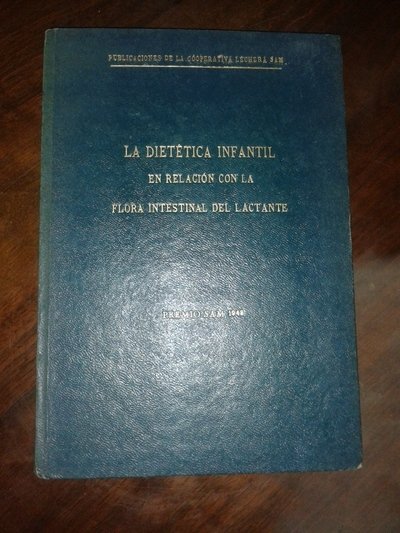 PUBLICACIONES DE LA COOPERATIVA LECHERA SAM
LA DIETÉTICA INFANTIL
EN RELACIÓN CON LA
FLORA INTESTINAL DEL LACTANTE
PREMIO SAM 1948